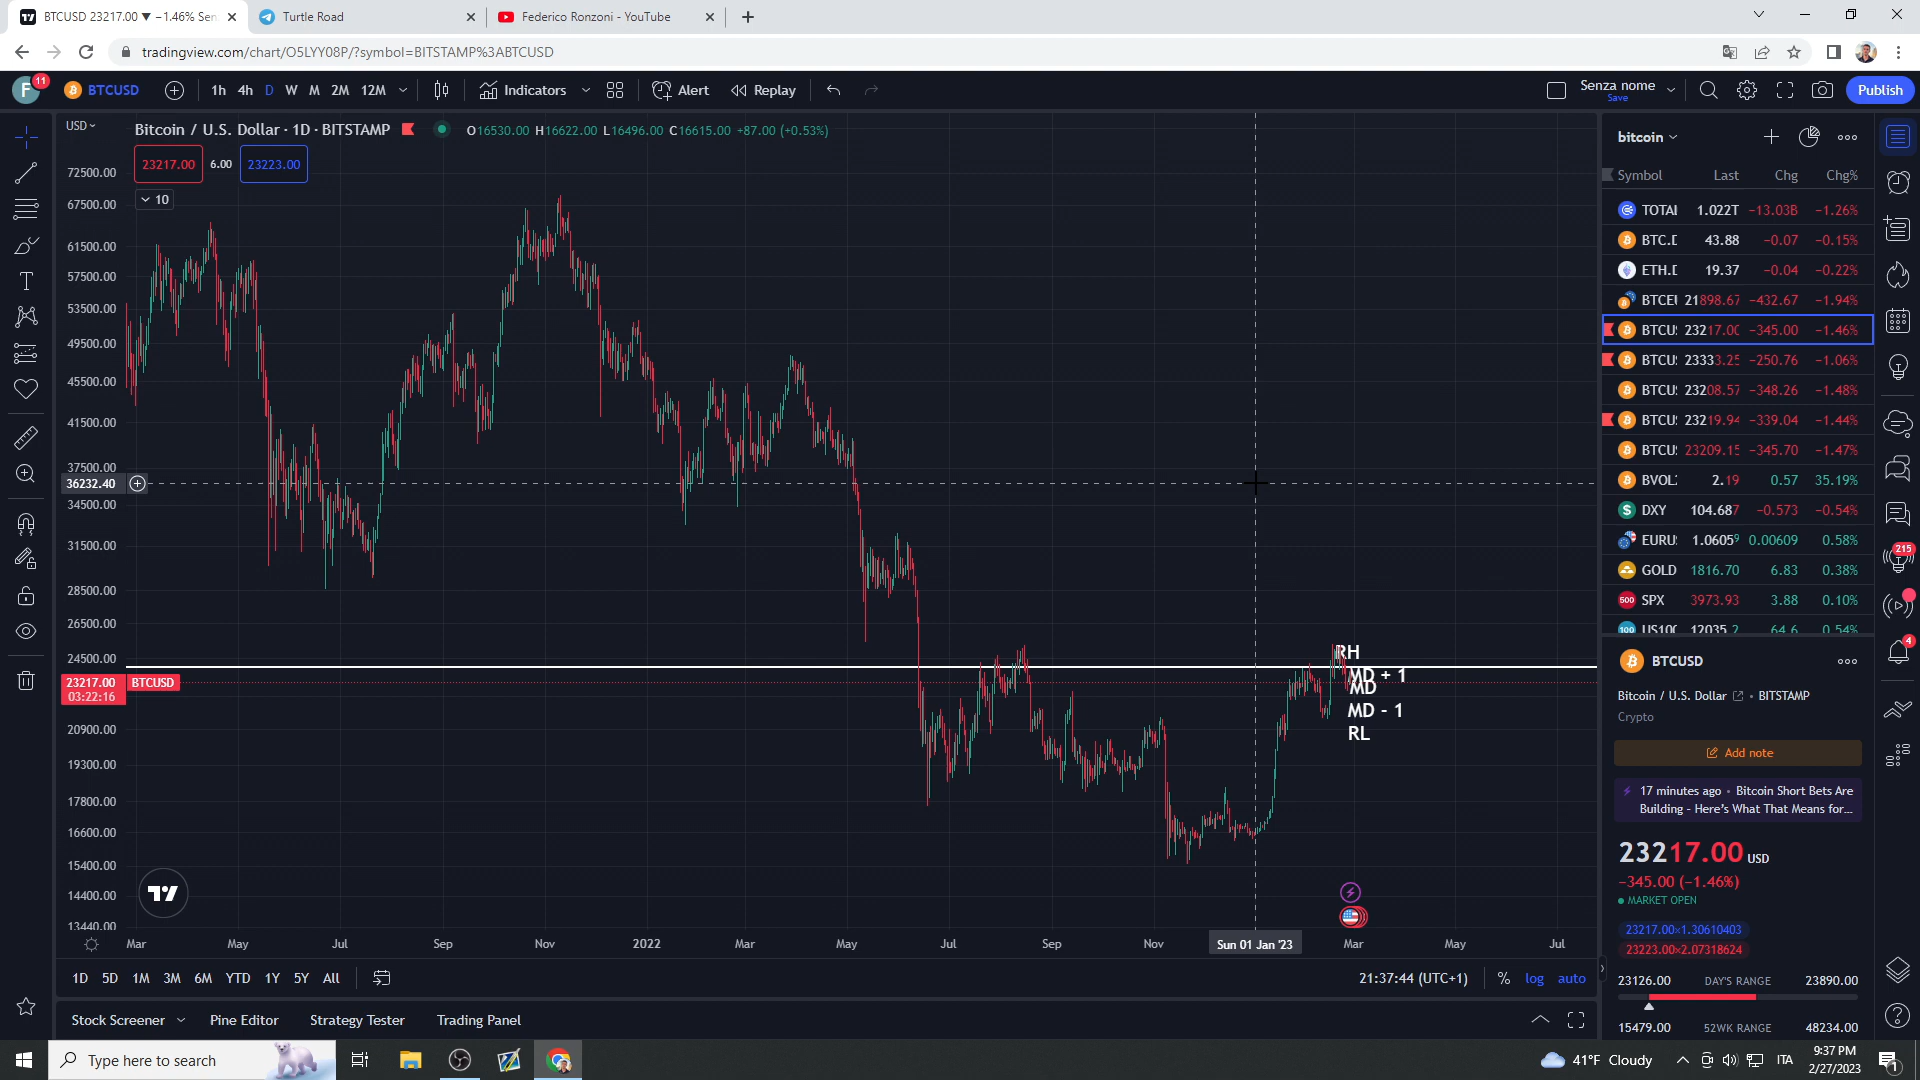 BTCUSD 23217.00 ▼ −1.46% Sen
Turtle Road
Federico Ronzoni - YouTube
tradingview.com/chart/O5LYY08P/?symbol=BITSTAMP%3ABTCUSD
F
11
BTCUSD
1h 4h D W M 2M 12M
Indicators
Alert
Replay
Senza nome
Save
Publish
USD
Bitcoin / U.S. Dollar · 1D · BITSTAMP
O16530.00 H16622.00 L16496.00 C16615.00 +87.00 (+0.53%)
23217.00
6.00
23223.00
10
72500.00
67500.00
61500.00
57500.00
53500.00
49500.00
45500.00
41500.00
37500.00
36232.40
34500.00
31500.00
28500.00
26500.00
24500.00
23217.00
03:22:16
BTCUSD
20900.00
19300.00
17800.00
16600.00
15400.00
14400.00
13440.00
RH
MD + 1
MD
MD - 1
RL
Mar May Jul Sep Nov 2022 Mar May Jul Sep Nov Sun 01 Jan '23 Mar May Jul
1D 5D 1M 3M 6M YTD 1Y 5Y All
21:37:44 (UTC+1)
% log auto
Stock Screener
Pine Editor
Strategy Tester
Trading Panel
bitcoin
Symbol Last Chg Chg%
TOTAL 1.022T −13.03B −1.26%
BTC.D 43.88 −0.07 −0.15%
ETH.D 19.37 −0.04 −0.22%
BTCEU 21898.67 −432.67 −1.94%
BTCU 23217.00 −345.00 −1.46%
BTCU 23333.25 −250.76 −1.06%
BTCU 23208.57 −348.26 −1.48%
BTCU 23219.94 −339.04 −1.44%
BTCU 23209.15 −345.70 −1.47%
BVOL 2.19 0.57 35.19%
DXY 104.687 −0.573 −0.54%
EURU 1.06059 0.00609 0.58%
GOLD 1816.70 6.83 0.38%
SPX 3973.93 3.88 0.10%
US100 12035.2 64.6 0.54%
215
4
BTCUSD
Bitcoin / U.S. Dollar • BITSTAMP
Crypto
Add note
17 minutes ago • Bitcoin Short Bets Are
Building - Here's What That Means for...
23217.00 USD
−345.00 (−1.46%)
MARKET OPEN
23217.00×1.30610403
23223.00×2.07318624
23126.00 DAY'S RANGE 23890.00
15479.00 52WK RANGE 48234.00
Type here to search
41°F Cloudy
ITA
9:37 PM
2/27/2023
1